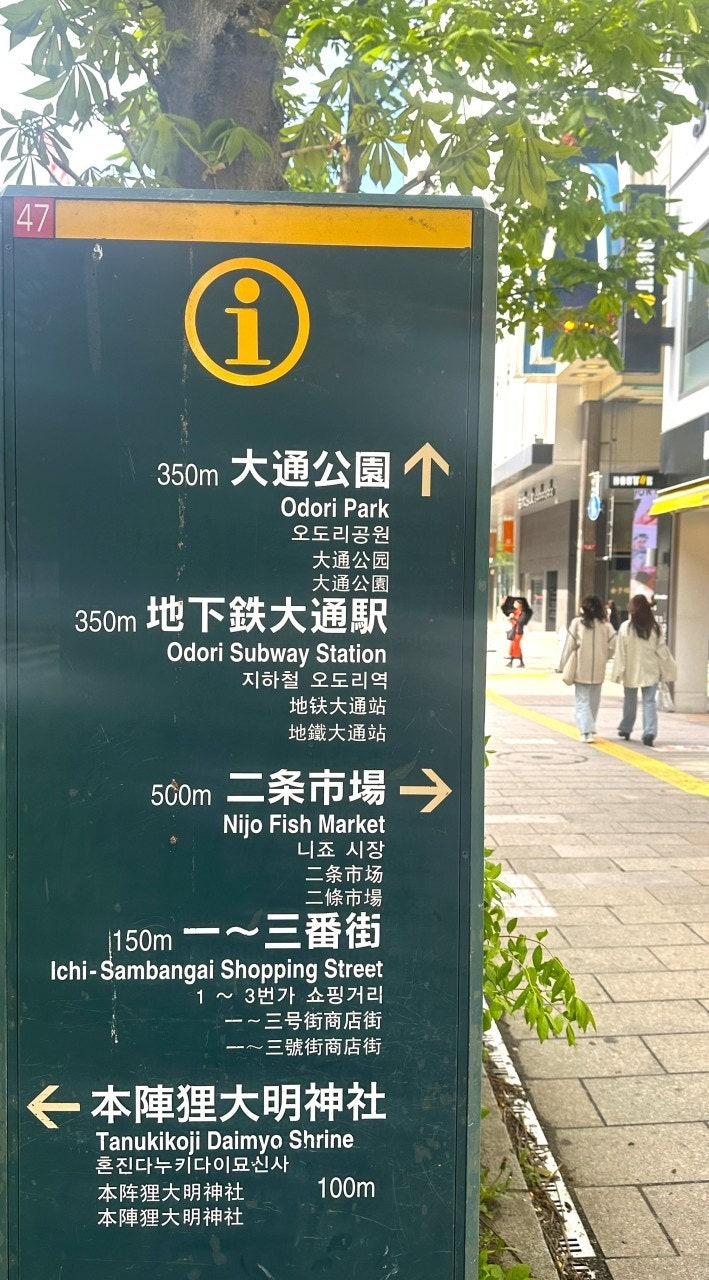 47
350m 大通公園
Odori Park
오도리공원
大通公园
大通公園
350m 地下鉄大通駅
Odori Subway Station
지하철 오도리역
地铁大通站
地鐵大通站
500m 二条市場
Nijo Fish Market
니죠 시장
二条市场
二條市場
150m 一～三番街
Ichi-Sambangai Shopping Street
1 ～ 3번가 쇼핑거리
一～三号街商店街
一～三號街商店街
本陣狸大明神社
Tanukikoji Daimyo Shrine
혼진다누키다이묘신사
本阵狸大明神社 100m
本陣狸大明神社